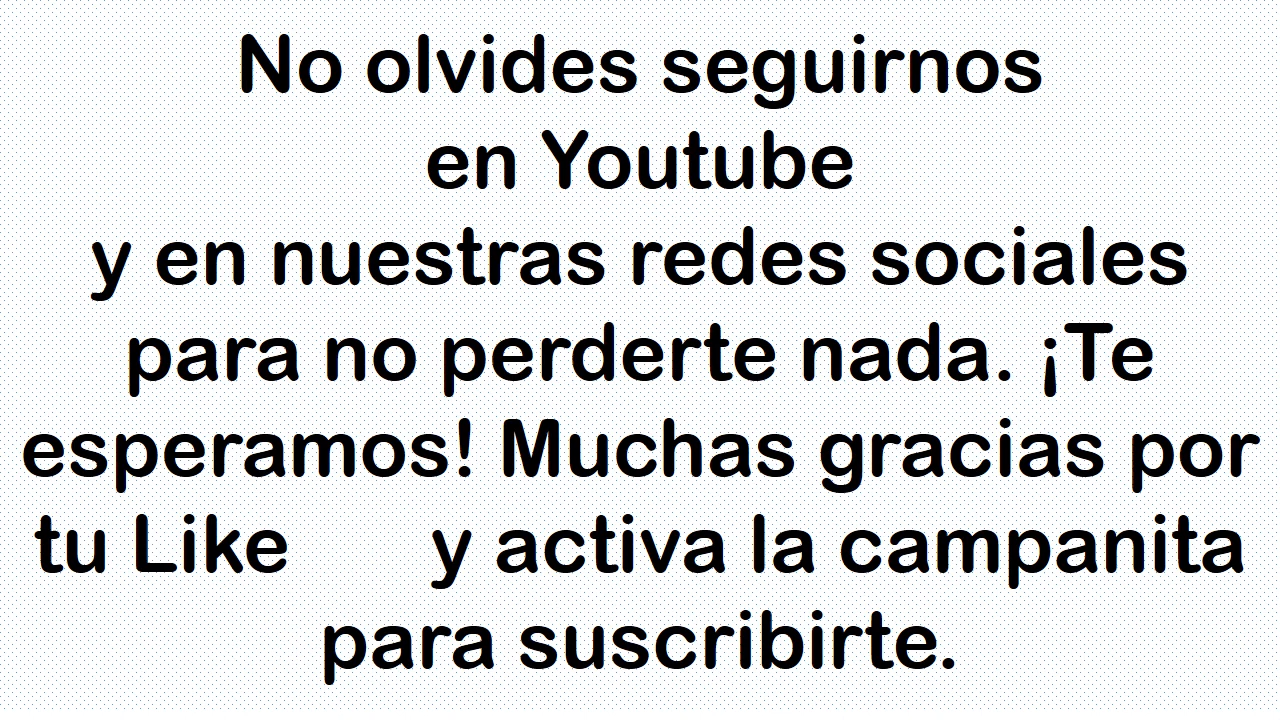 No olvides seguirnos
en Youtube
y en nuestras redes sociales
para no perderte nada. ¡Te
esperamos! Muchas gracias por
tu Like y activa la campanita
para suscribirte.